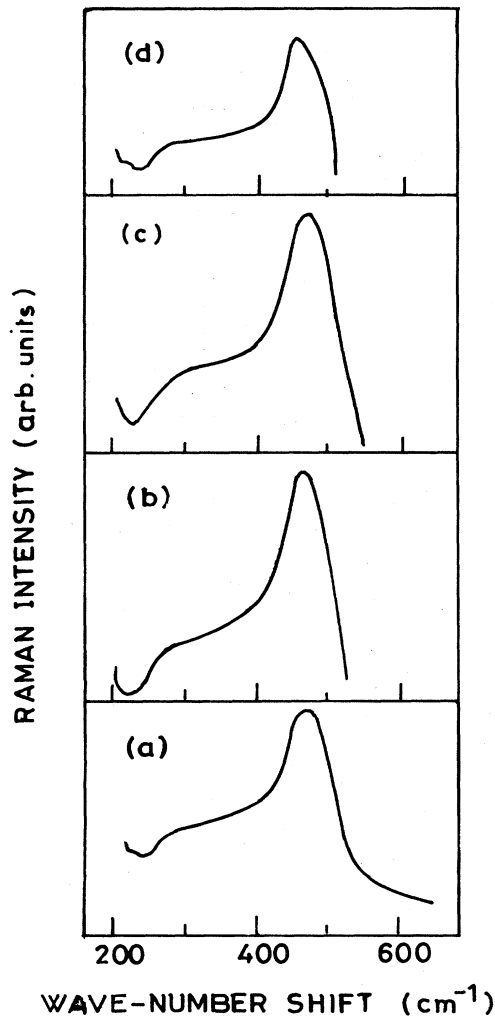 (d)
(c)
(b)
(a)
RAMAN INTENSITY (arb. units)
200 400 600
WAVE-NUMBER SHIFT (cm⁻¹)